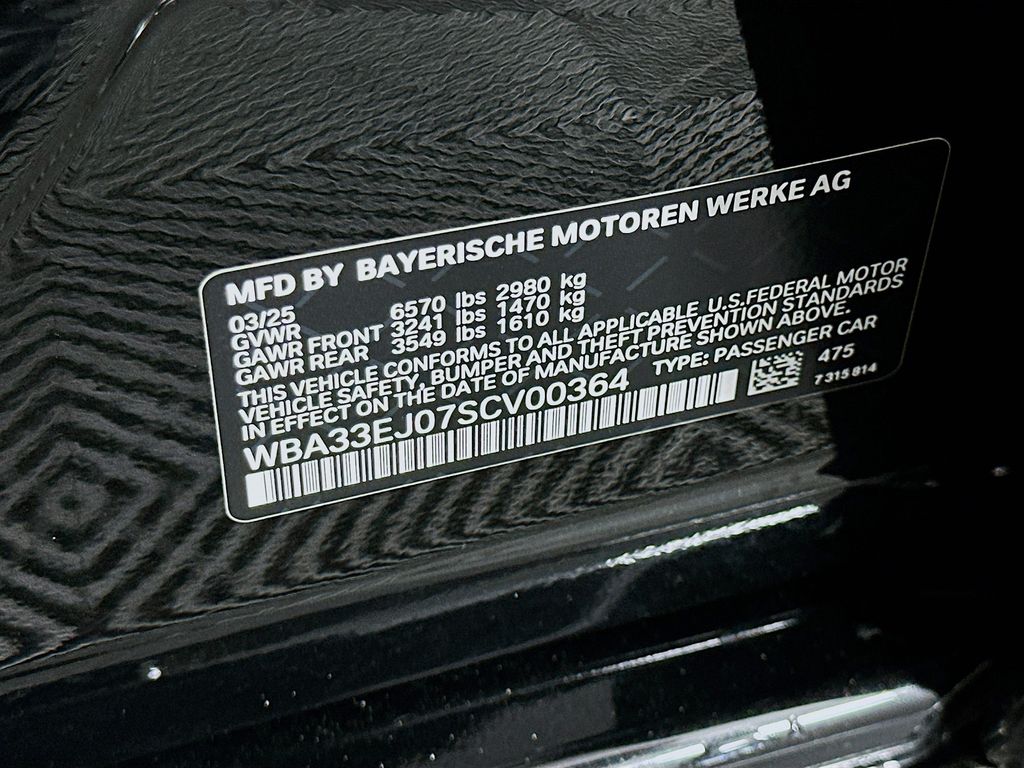 MFD BY BAYERISCHE MOTOREN WERKE AG
03/25
GVWR 6570 lbs 2980 kg
GAWR FRONT 3241 lbs 1470 kg
GAWR REAR 3549 lbs 1610 kg
THIS VEHICLE CONFORMS TO ALL APPLICABLE U.S.FEDERAL MOTOR
VEHICLE SAFETY, BUMPER AND THEFT PREVENTION STANDARDS
IN EFFECT ON THE DATE OF MANUFACTURE SHOWN ABOVE.
WBA33EJ07SCV00364 TYPE: PASSENGER CAR
475
7 315 814